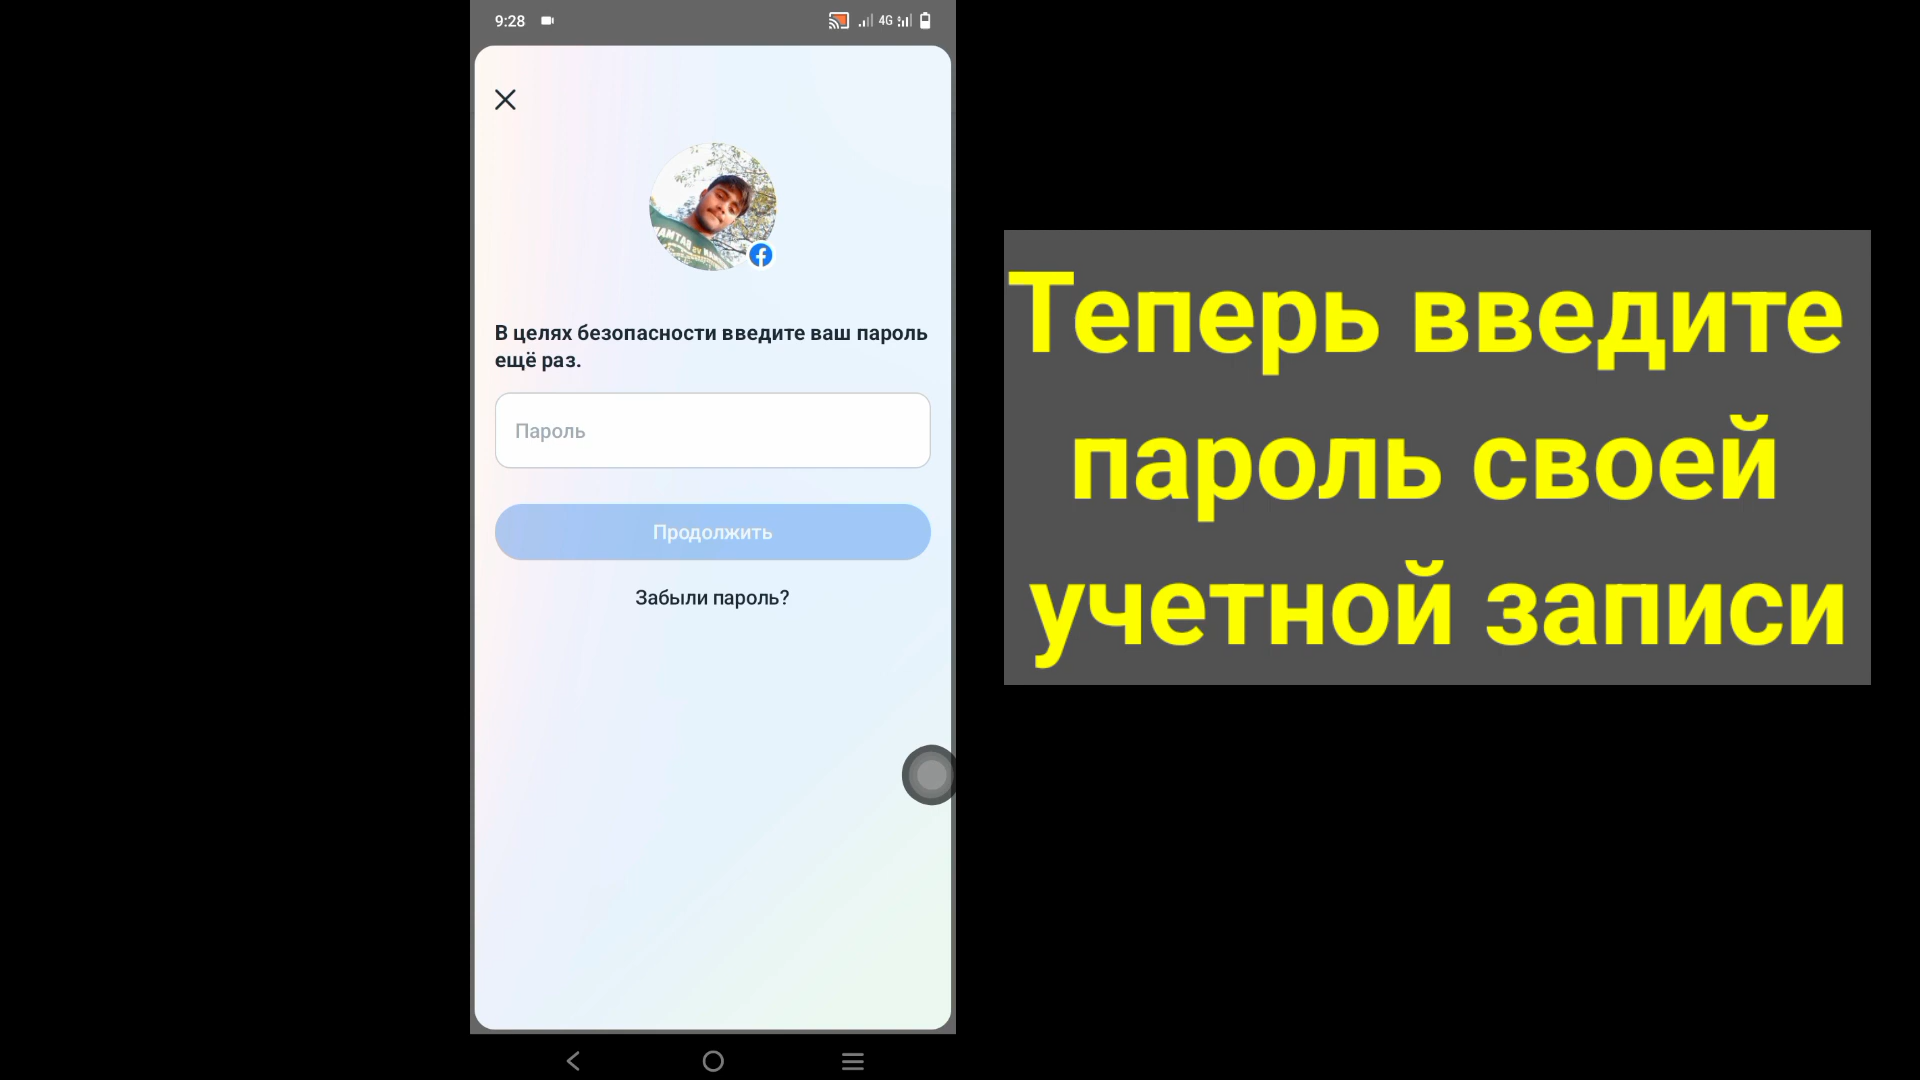 9:28
4G
В целях безопасности введите ваш пароль
ещё раз.
Пароль
Продолжить
Забыли пароль?
Теперь введите
пароль своей
учетной записи